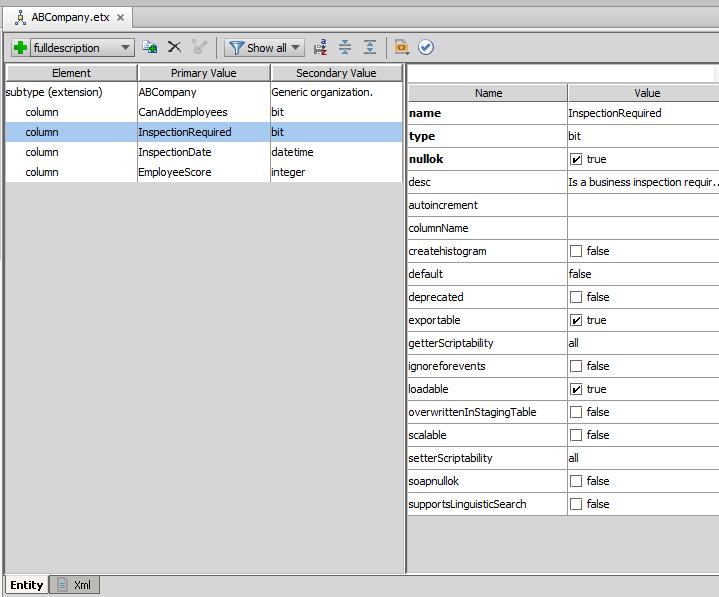 ABCompany.etx
fulldescription Show all
Element Primary Value Secondary Value
subtype (extension) ABCompany Generic organization.
column CanAddEmployees bit
column InspectionRequired bit
column InspectionDate datetime
column EmployeeScore integer
Name Value
name InspectionRequired
type bit
nullok true
desc Is a business inspection requir...
autoincrement
columnName
createhistogram false
default false
deprecated false
exportable true
getterScriptability all
ignoreforevents false
loadable true
overwrittenInStagingTable false
scalable false
setterScriptability all
soapnullok false
supportsLinguisticSearch false
Entity Xml